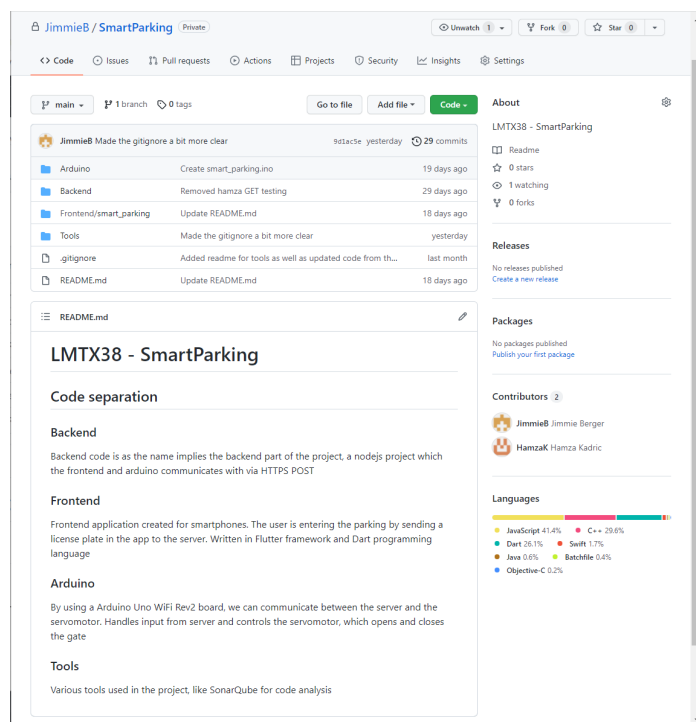 JimmieB / SmartParking Private
Unwatch 1 Fork 0 Star 0
Code Issues Pull requests Actions Projects Security Insights Settings
main 1 branch 0 tags Go to file Add file Code
JimmieB Made the gitignore a bit more clear 9d1ac5e yesterday 29 commits
Arduino Create smart_parking.ino 19 days ago
Backend Removed hamza GET testing 29 days ago
Frontend/smart_parking Update README.md 18 days ago
Tools Made the gitignore a bit more clear yesterday
.gitignore Added readme for tools as well as updated code from th... last month
README.md Update README.md 18 days ago
README.md
LMTX38 - SmartParking
Code separation
Backend
Backend code is as the name implies the backend part of the project, a nodejs project which
the frontend and arduino communicates with via HTTPS POST
Frontend
Frontend application created for smartphones. The user is entering the parking by sending a
license plate in the app to the server. Written in Flutter framework and Dart programming
language
Arduino
By using a Arduino Uno WiFi Rev2 board, we can communicate between the server and the
servomotor. Handles input from server and controls the servomotor, which opens and closes
the gate
Tools
Various tools used in the project, like SonarQube for code analysis
About
LMTX38 - SmartParking
Readme
0 stars
1 watching
0 forks
Releases
No releases published
Create a new release
Packages
No packages published
Publish your first package
Contributors 2
JimmieB Jimmie Berger
HamzaK Hamza Kadric
Languages
JavaScript 41.4% C++ 29.6%
Dart 26.1% Swift 1.7%
Java 0.6% Batchfile 0.4%
Objective-C 0.2%